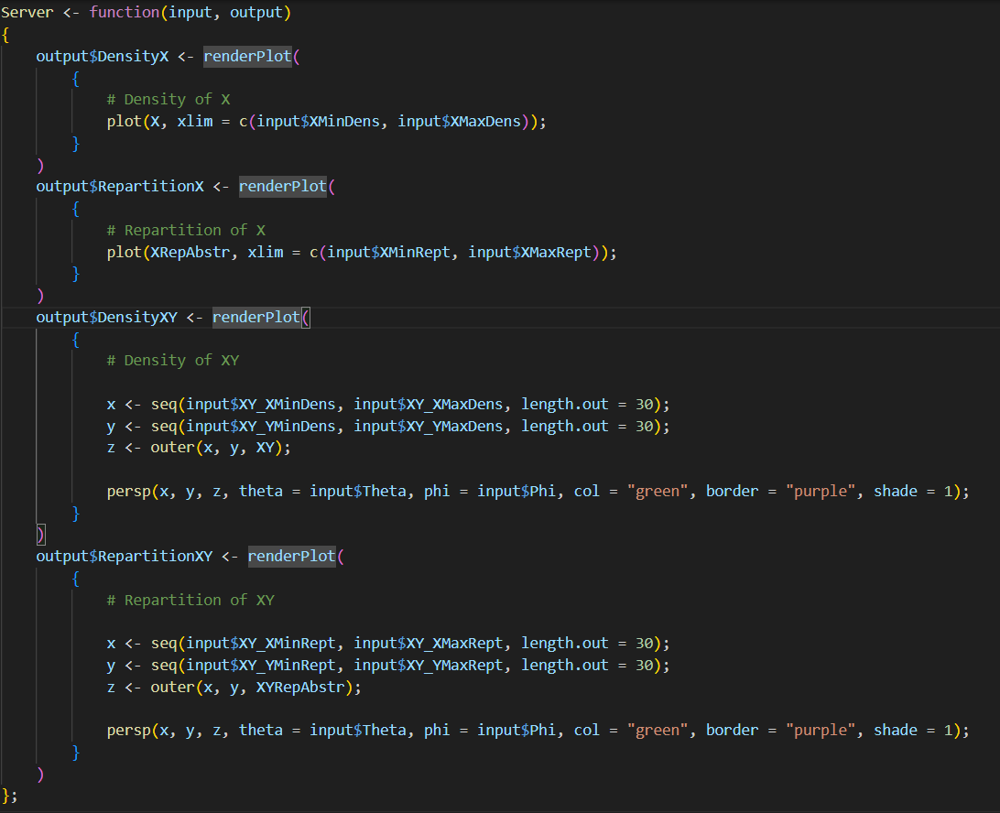 Server <- function(input, output)
{
    output$DensityX <- renderPlot(
        {
            # Density of X
            plot(X, xlim = c(input$XMinDens, input$XMaxDens));
        }
    )
    output$RepartitionX <- renderPlot(
        {
            # Repartition of X
            plot(XRepAbstr, xlim = c(input$XMinRept, input$XMaxRept));
        }
    )
    output$DensityXY <- renderPlot(
        {
            # Density of XY

            x <- seq(input$XY_XMinDens, input$XY_XMaxDens, length.out = 30);
            y <- seq(input$XY_YMinDens, input$XY_YMaxDens, length.out = 30);
            z <- outer(x, y, XY);

            persp(x, y, z, theta = input$Theta, phi = input$Phi, col = "green", border = "purple", shade = 1);
        }
    )
    output$RepartitionXY <- renderPlot(
        {
            # Repartition of XY

            x <- seq(input$XY_XMinRept, input$XY_XMaxRept, length.out = 30);
            y <- seq(input$XY_YMinRept, input$XY_YMaxRept, length.out = 30);
            z <- outer(x, y, XYRepAbstr);

            persp(x, y, z, theta = input$Theta, phi = input$Phi, col = "green", border = "purple", shade = 1);
        }
    )
};